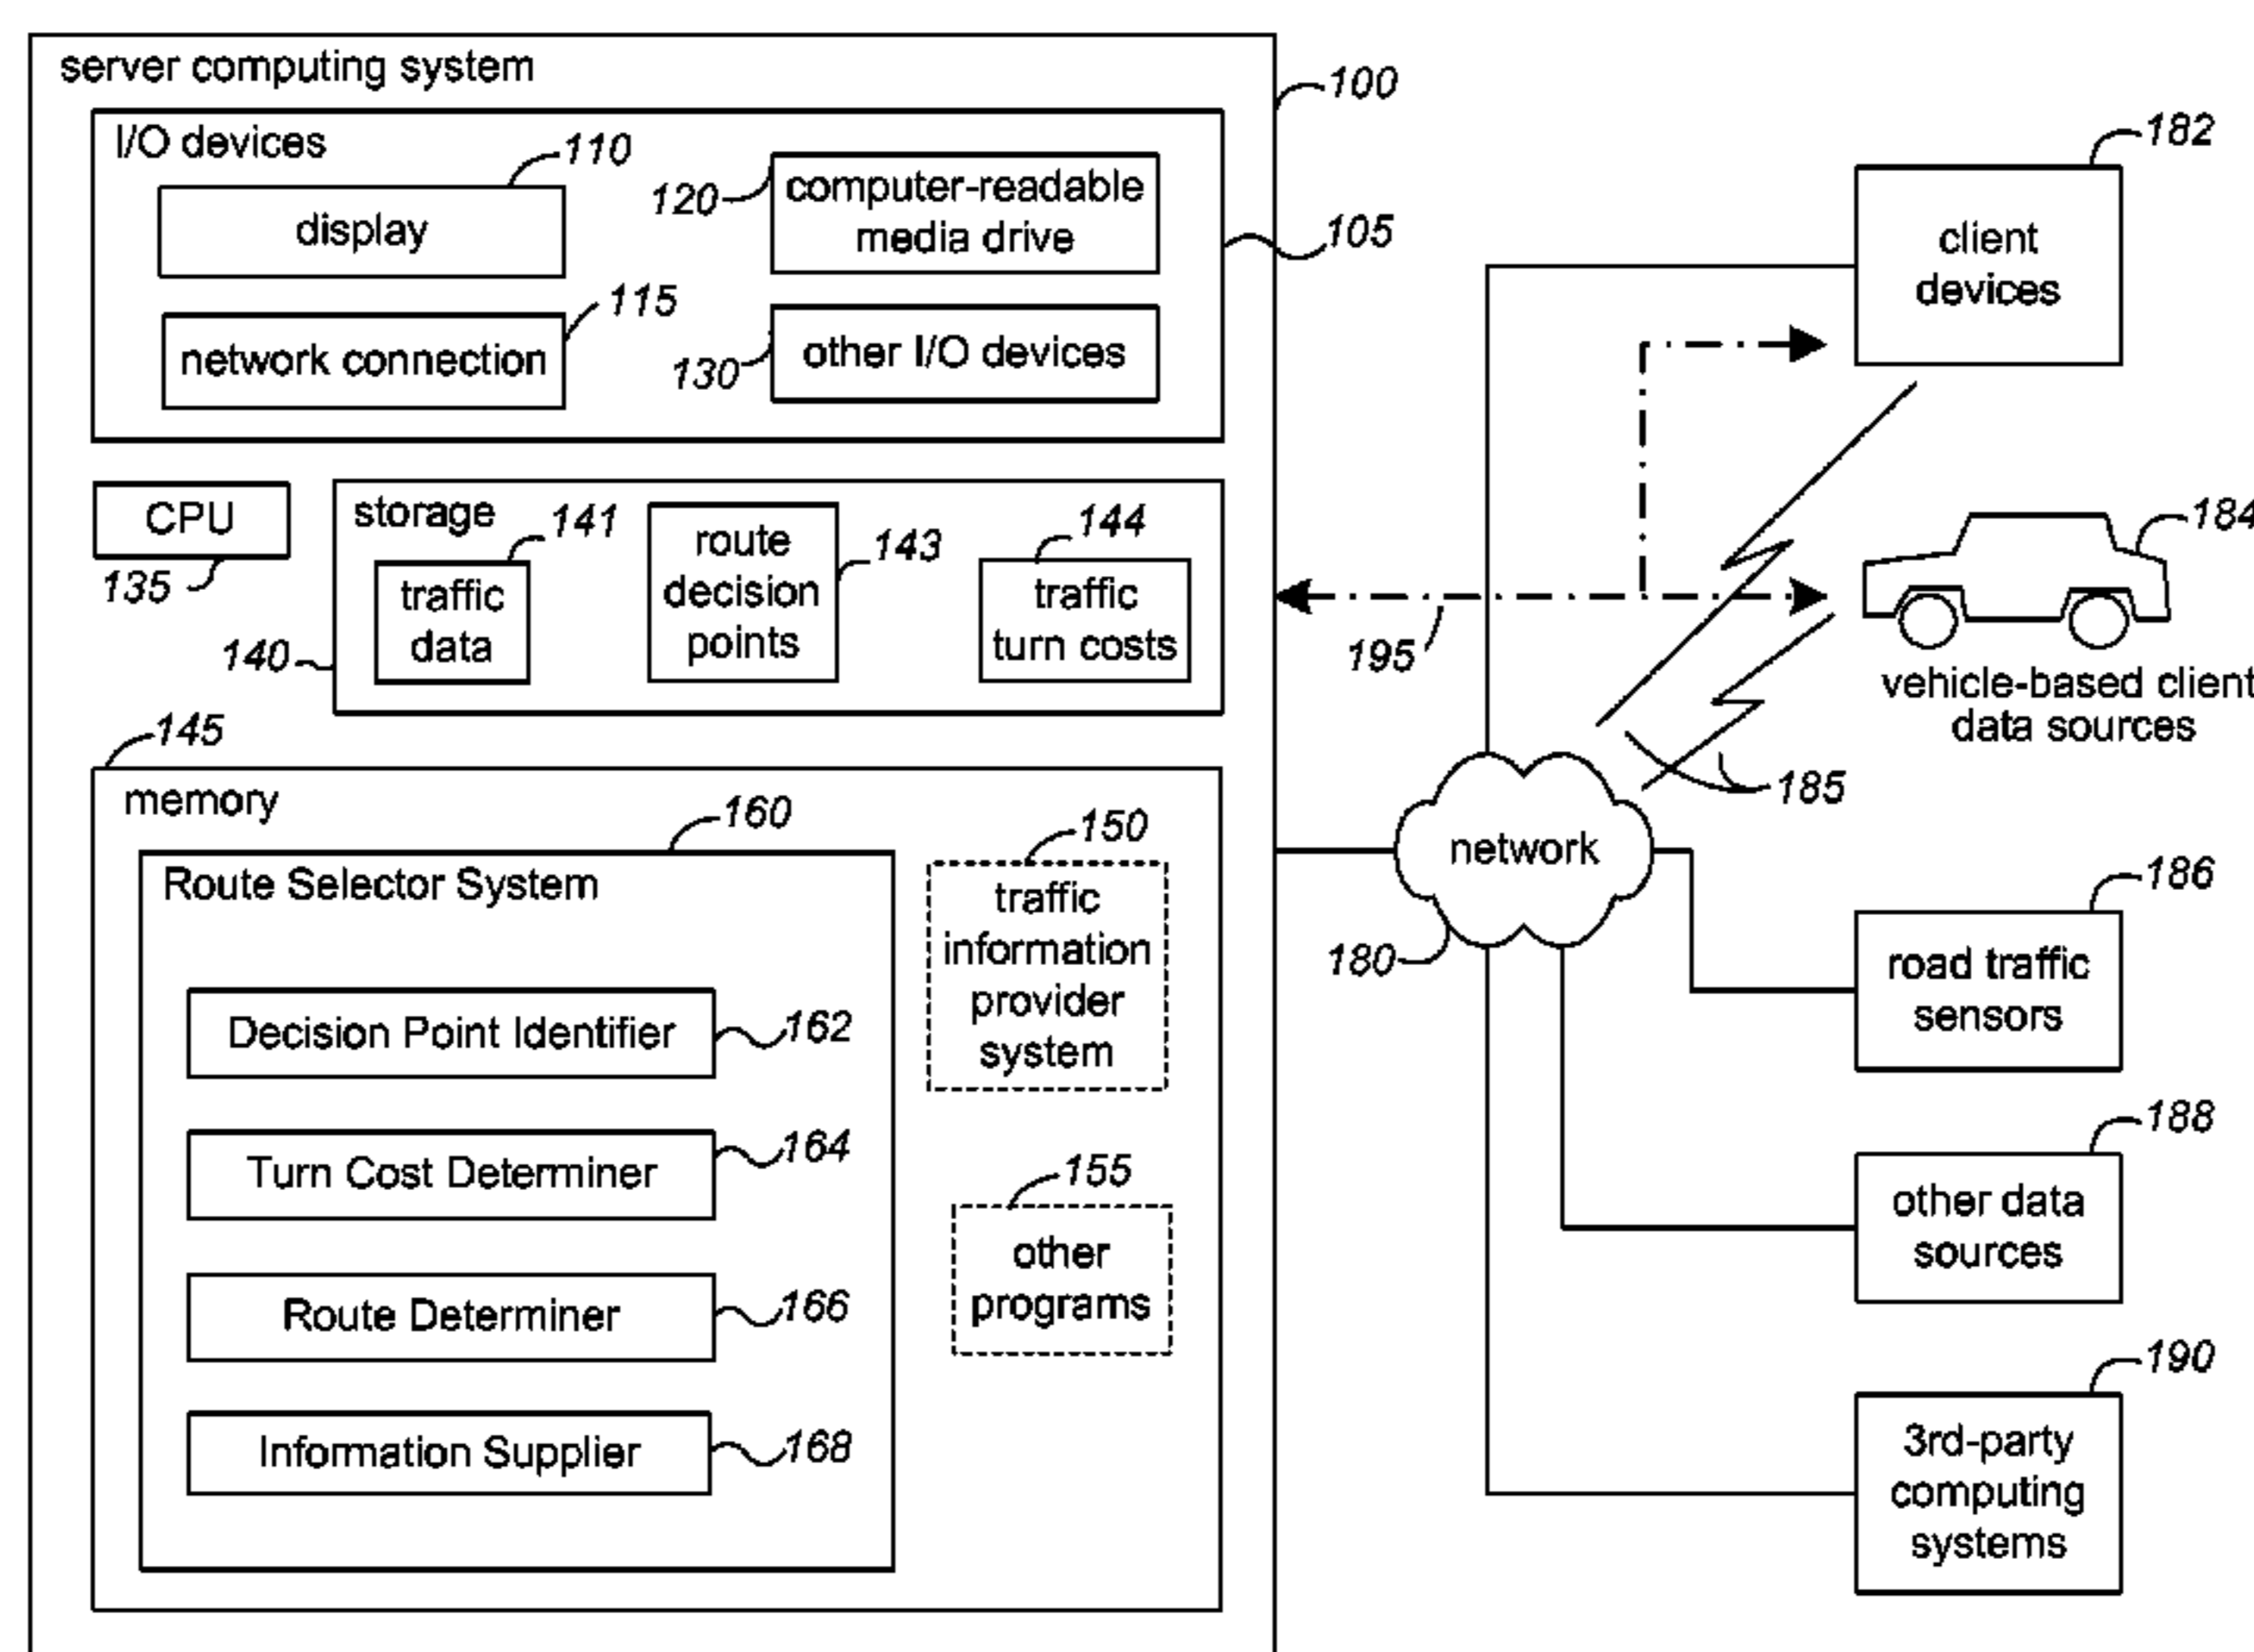 server computing system
100
I/O devices
110
display
120
computer-readable
media drive
105
115
network connection
130
other I/O devices
CPU
135
storage
140
141
traffic
data
143
route
decision
points
144
traffic
turn costs
145
memory
160
Route Selector System
Decision Point Identifier
162
Turn Cost Determiner
164
Route Determiner
166
Information Supplier
168
150
traffic
information
provider
system
155
other
programs
182
client
devices
184
vehicle-based client
data sources
195
185
network
180
186
road traffic
sensors
188
other data
sources
190
3rd-party
computing
systems